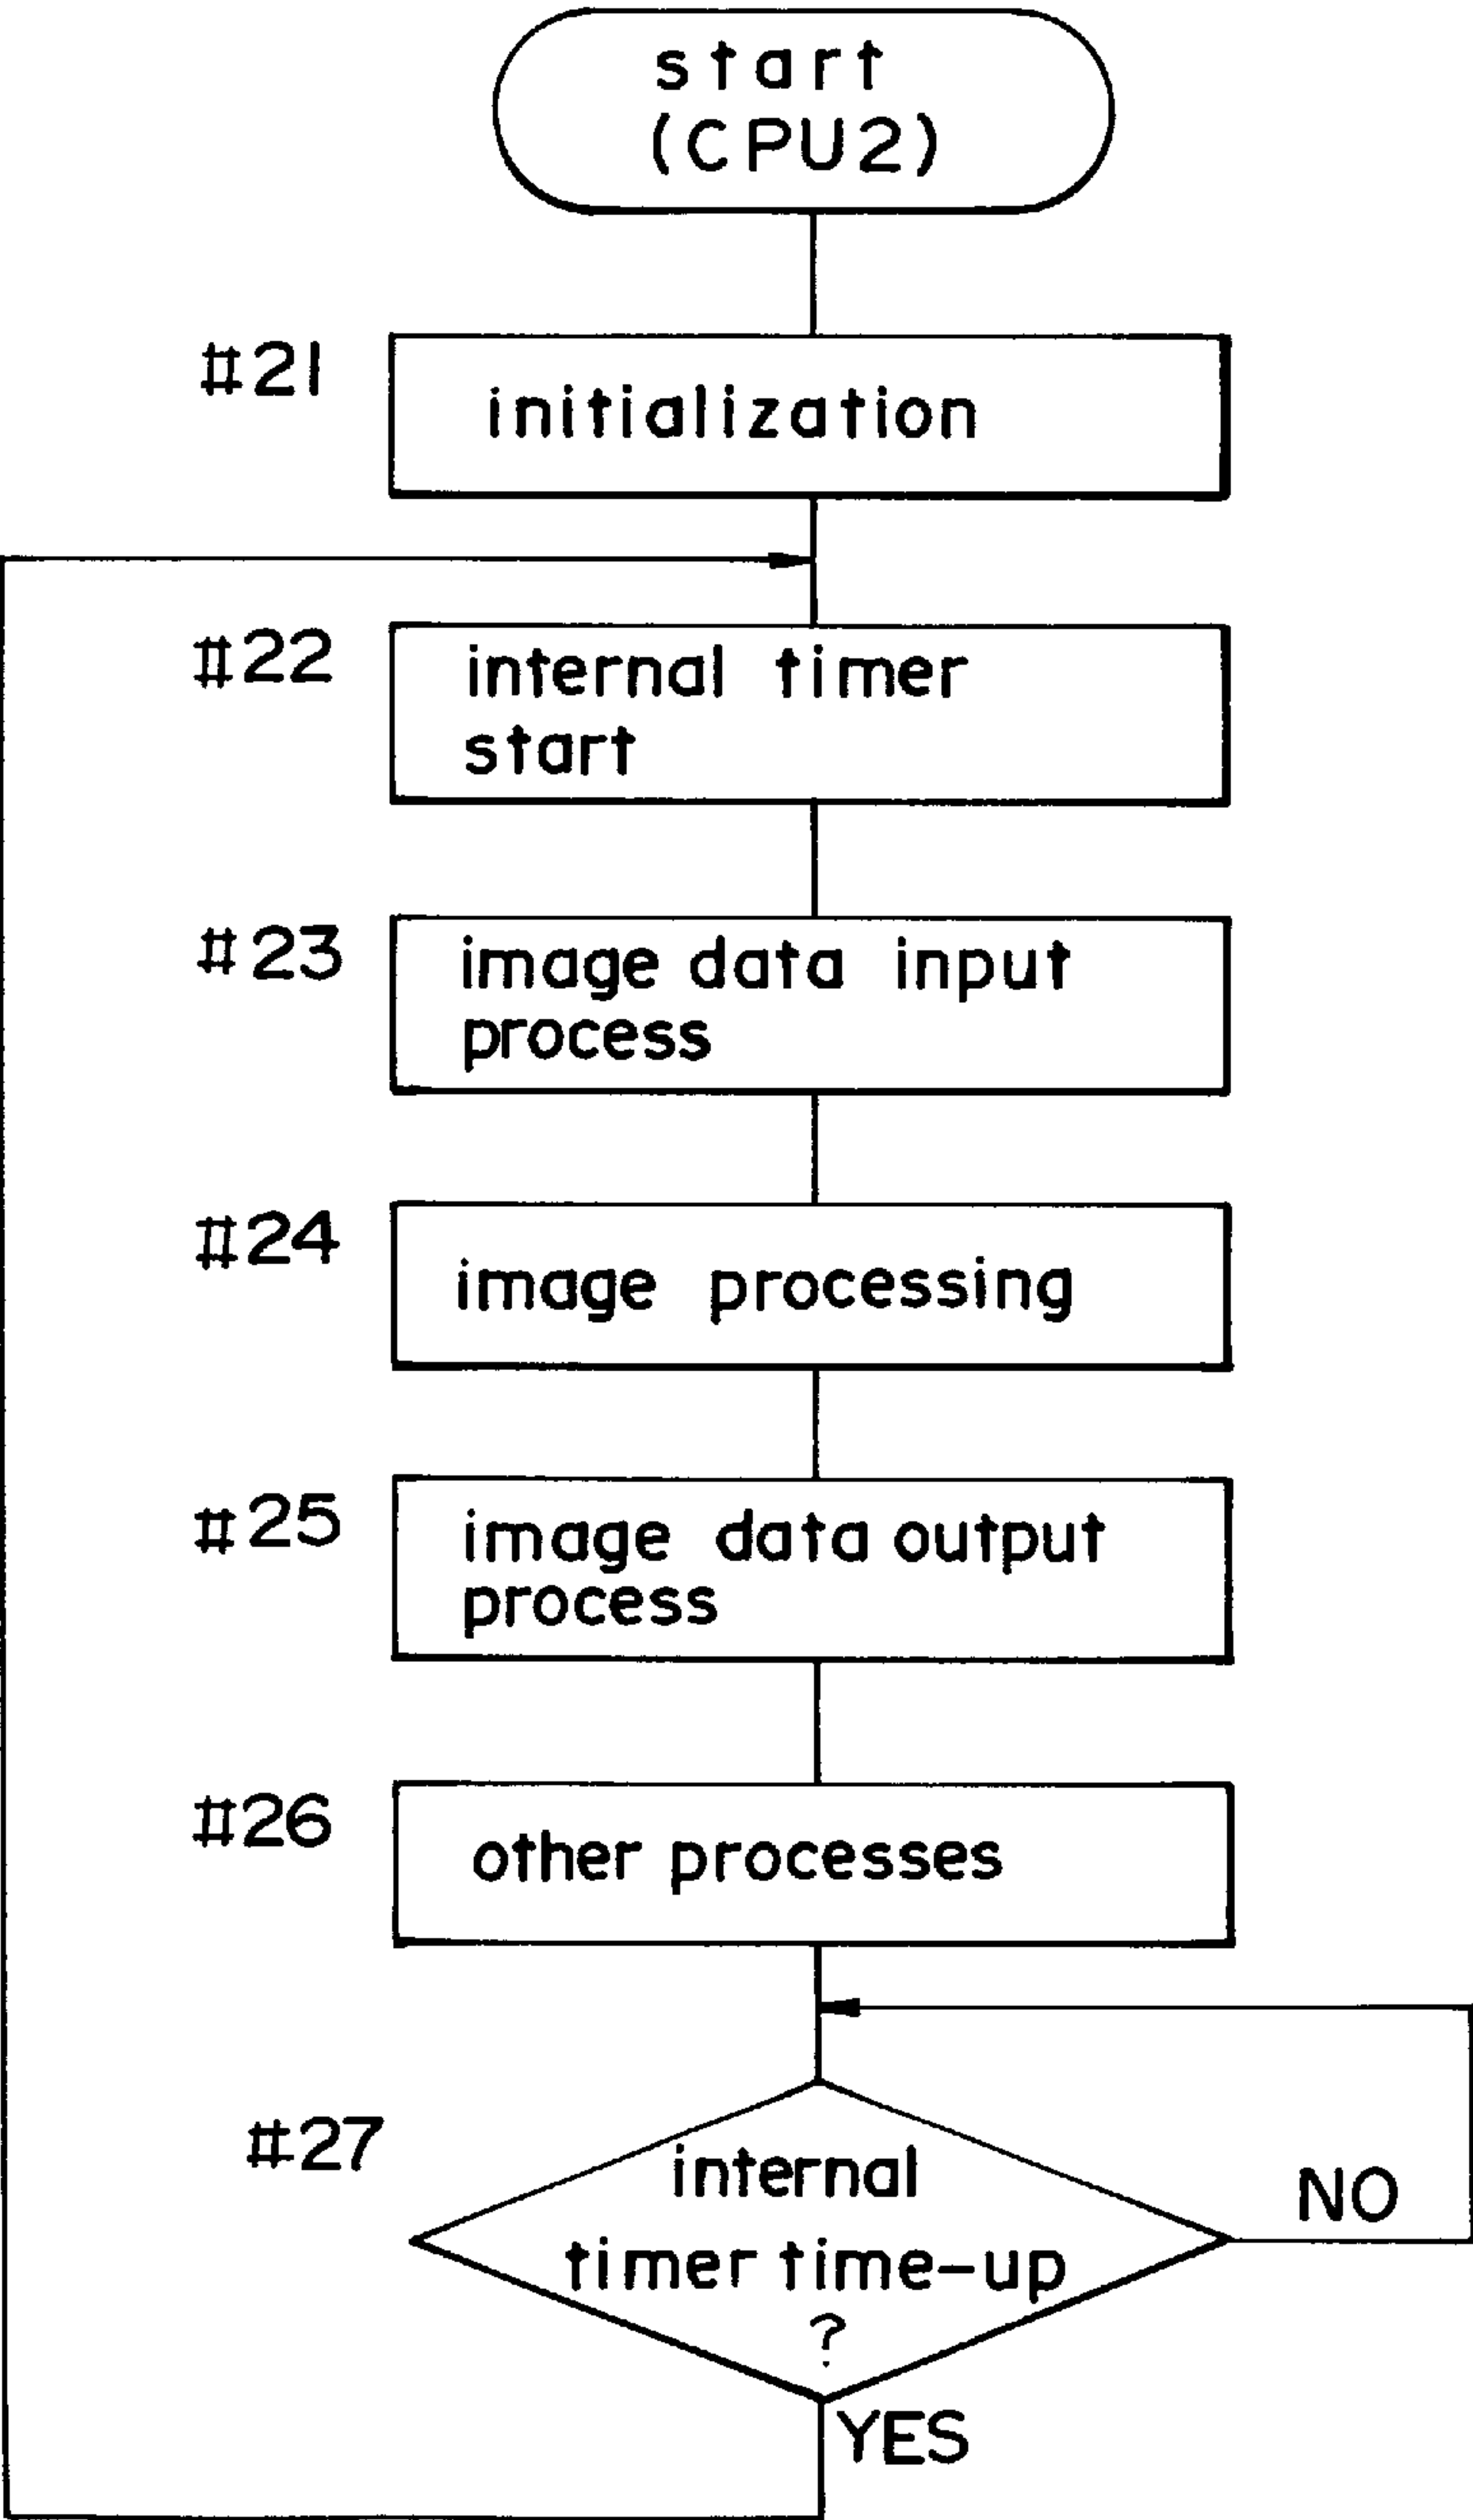 start
(CPU2)
#21
initialization
#22
internal timer
start
#23
image data input
process
#24
image processing
#25
image data output
process
#26
other processes
#27
internal
timer time-up
?
NO
YES